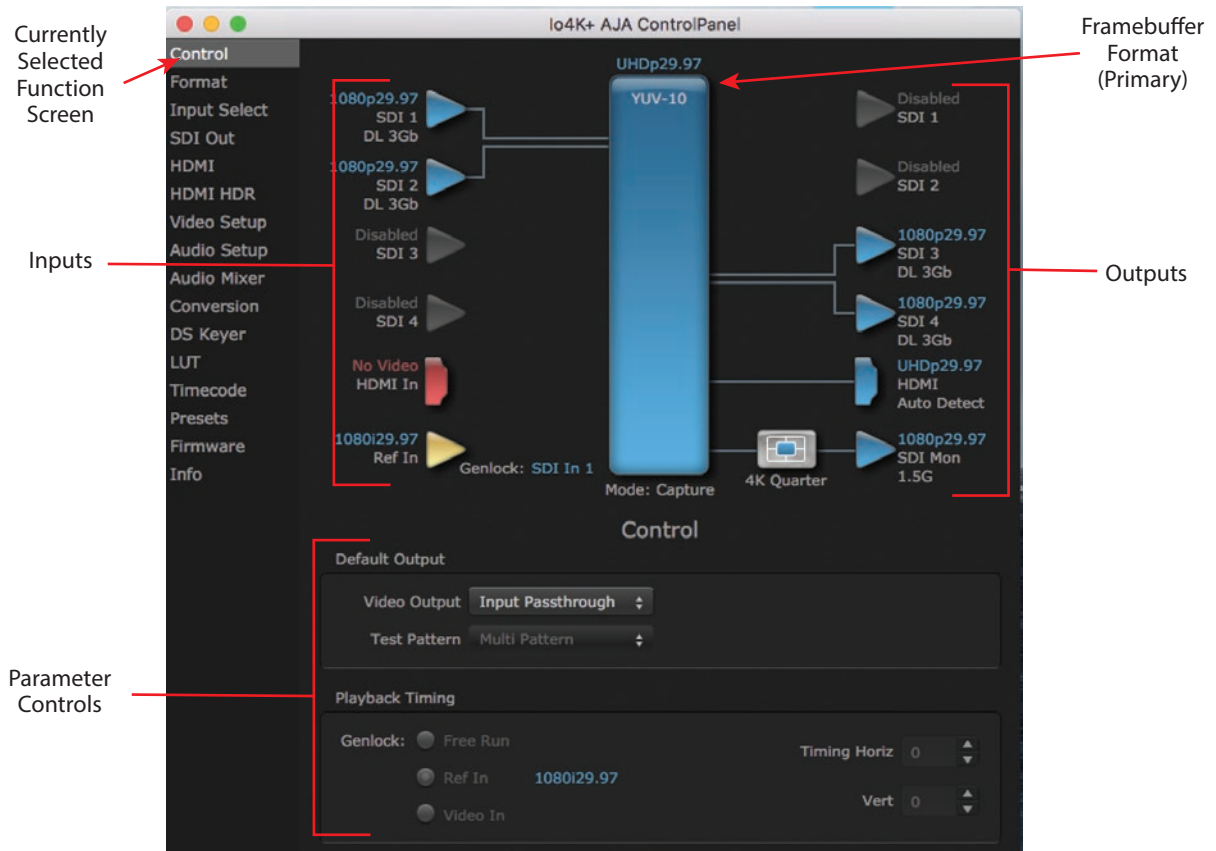 Io4K+ AJA ControlPanel
Currently
Selected
Function
Screen
Framebuffer
Format
(Primary)
Inputs
Outputs
Parameter
Controls
Control
Format
Input Select
SDI Out
HDMI
HDMI HDR
Video Setup
Audio Setup
Audio Mixer
Conversion
DS Keyer
LUT
Timecode
Presets
Firmware
Info
1080p29.97
SDI 1
DL 3Gb
1080p29.97
SDI 2
DL 3Gb
Disabled
SDI 3
Disabled
SDI 4
No Video
HDMI In
1080i29.97
Ref In
Genlock: SDI In 1
UHDp29.97
YUV-10
Mode: Capture
Disabled
SDI 1
Disabled
SDI 2
1080p29.97
SDI 3
DL 3Gb
1080p29.97
SDI 4
DL 3Gb
UHDp29.97
HDMI
Auto Detect
4K Quarter
1080p29.97
SDI Mon
1.5G
Control
Default Output
Video Output Input Passthrough
Test Pattern Multi Pattern
Playback Timing
Genlock: Free Run
Ref In 1080i29.97
Video In
Timing Horiz 0
Vert 0